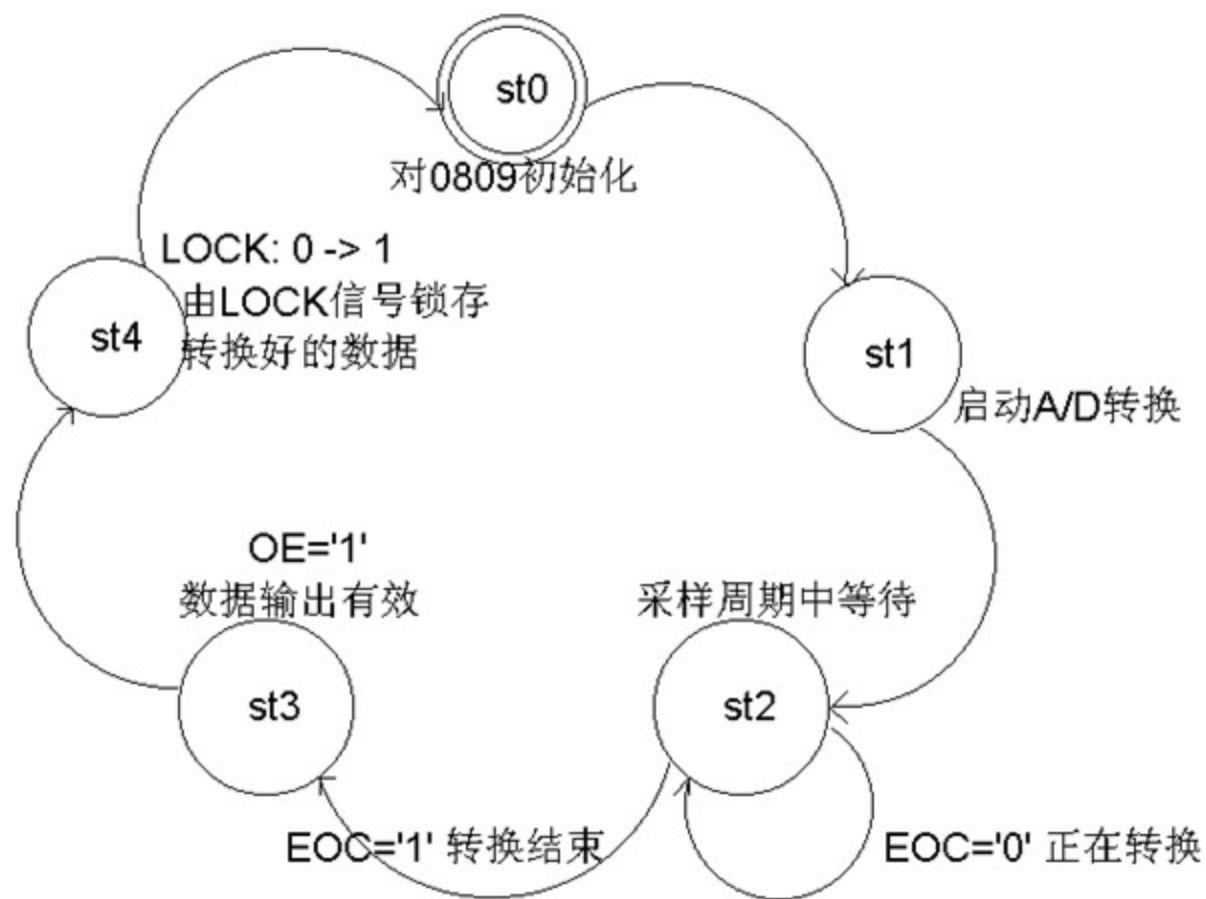 st0
对0809初始化
LOCK: 0 -> 1
由LOCK信号锁存
转换好的数据
st4
st1
启动A/D转换
OE='1'
数据输出有效
采样周期中等待
st3
st2
EOC='1' 转换结束
EOC='0' 正在转换